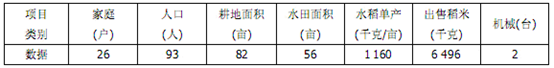 项目 家庭 人口 耕地面积 水田面积 水稻单产 出售稻米 机械(台)
类别 (户) (人) (亩) (亩) (千克/亩) (千克)
数据 26 93 82 56 1 160 6 496 2